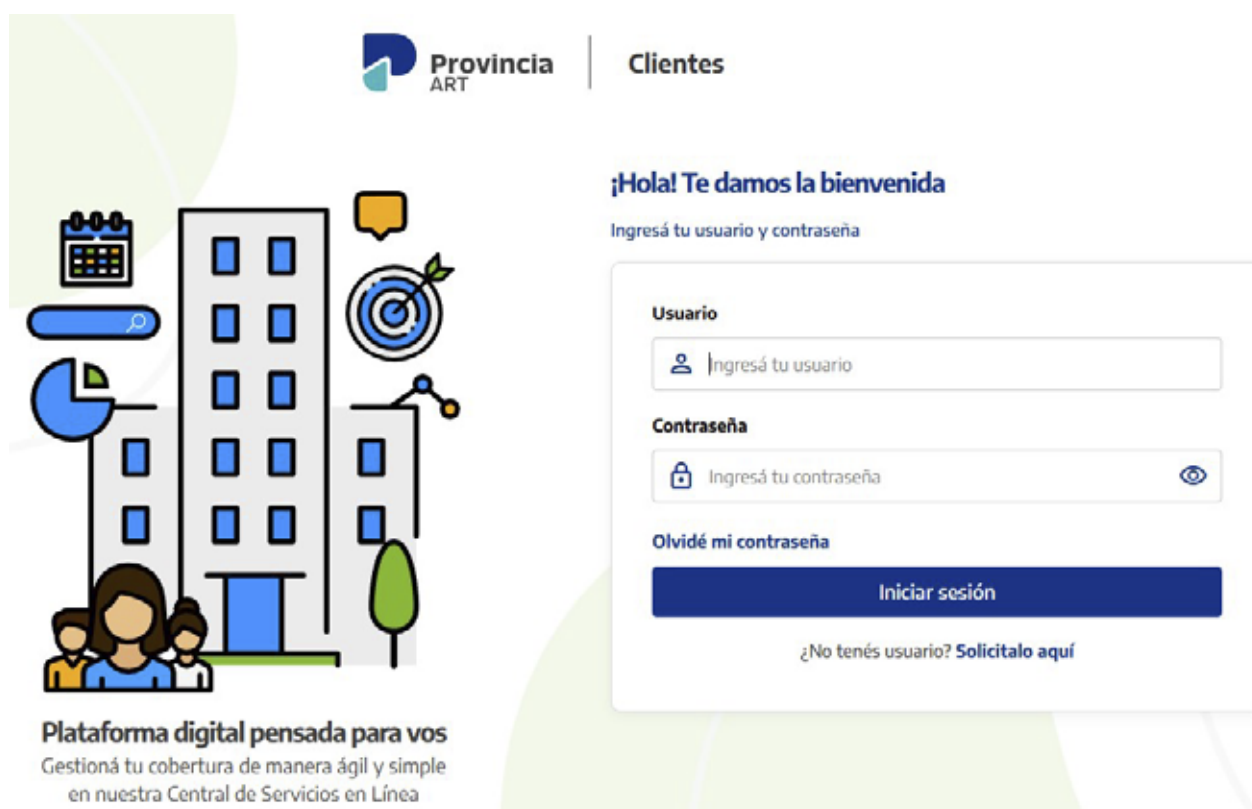 Provincia
ART
Clientes
¡Hola! Te damos la bienvenida
Ingresá tu usuario y contraseña
Usuario
Ingresá tu usuario
Contraseña
Ingresá tu contraseña
Olvidé mi contraseña
Iniciar sesión
¿No tenés usuario? Solicitalo aquí
Plataforma digital pensada para vos
Gestioná tu cobertura de manera ágil y simple
en nuestra Central de Servicios en Línea